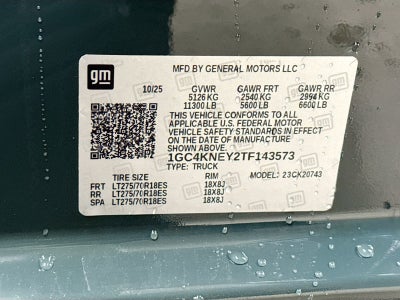 gm
MFD BY GENERAL MOTORS LLC
10/25 GVWR GAWR FRT GAWR RR
5126 KG 2540 KG 2994 KG
11300 LB 5600 LB 6600 LB
THIS VEHICLE CONFORMS TO ALL APPLICABLE
U.S. FEDERAL MOTOR
VEHICLE SAFETY STANDARDS IN EFFECT
ON THE DATE OF MANUFACTURE
SHOWN ABOVE.
1GC4KNEY2TF143573
TYPE: TRUCK
TIRE SIZE RIM MODEL: 23CK20743
FRT LT275/70R18ES 18X8J
RR LT275/70R18ES 18X8J
SPA LT275/70R18ES 18X8J